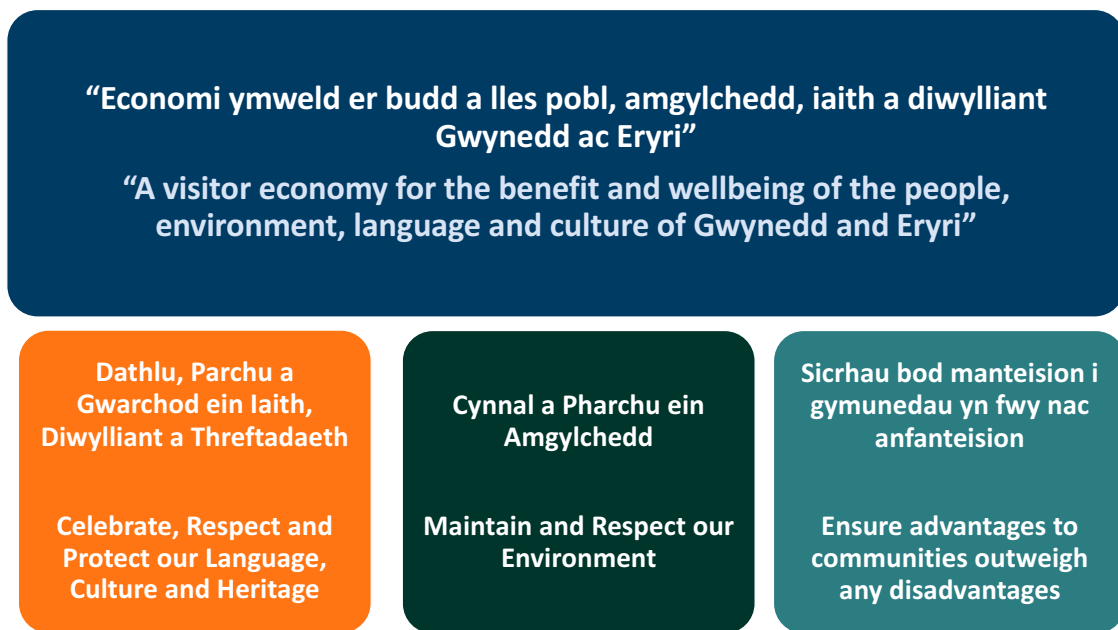 “Economi ymweld er budd a lles pobl, amgylchedd, iaith a diwylliant
Gwynedd ac Eryri”
“A visitor economy for the benefit and wellbeing of the people,
environment, language and culture of Gwynedd and Eryri”
Dathlu, Parchu a
Gwarchod ein Iaith,
Diwylliant a Threftadaeth
Celebrate, Respect and
Protect our Language,
Culture and Heritage
Cynnal a Pharchu ein
Amgylchedd
Maintain and Respect our
Environment
Sicrhau bod manteision i
gymunedau yn fwy nac
anfanteision
Ensure advantages to
communities outweigh
any disadvantages